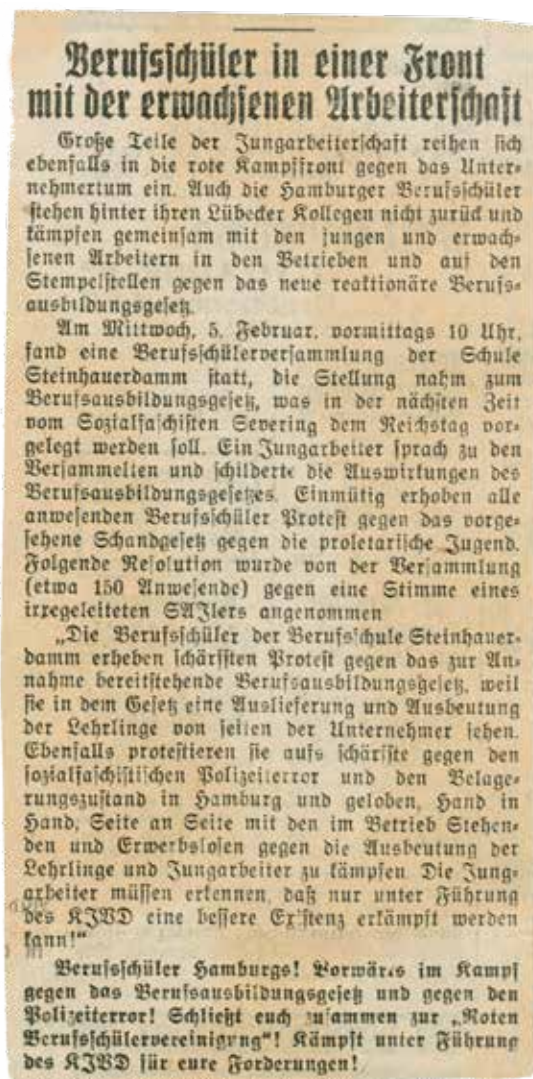 Berufsschüler in einer Front
mit der erwachsenen Arbeiterschaft
Große Teile der Jungarbeiterschaft reihen sich
ebenfalls in die rote Kampffront gegen das Unter-
nehmertum ein. Auch die Hamburger Berufsschüler
stehen hinter ihren Lübecker Kollegen nicht zurück und
kämpfen gemeinsam mit den jungen und erwach-
senen Arbeitern in den Betrieben und auf den
Stempelstellen gegen das neue reaktionäre Berufs-
ausbildungsgesetz.
Am Mittwoch, 5. Februar, vormittags 10 Uhr,
fand eine Berufsschülerversammlung der Schule
Steinhauerdamm statt, die Stellung nahm zum
Berufsausbildungsgesetz, was in der nächsten Zeit
vom Sozialfaschisten Severing dem Reichstag vor-
gelegt werden soll. Ein Jungarbeiter sprach zu den
Versammelten und schilderte die Auswirkungen des
Berufsausbildungsgesetzes. Einmütig erhoben alle
anwesenden Berufsschüler Protest gegen das vorge-
sehene Schandgesetz gegen die proletarische Jugend.
Folgende Resolution wurde von der Versammlung
(etwa 150 Anwesende) gegen eine Stimme eines
irregeleiteten SAJlers angenommen
„Die Berufsschüler der Berufsschule Steinhauer-
damm erheben schärfsten Protest gegen das zur An-
nahme bereitstehende Berufsausbildungsgesetz, weil
sie in dem Gesetz eine Auslieferung und Ausbeutung
der Lehrlinge von seiten der Unternehmer sehen.
Ebenfalls protestieren sie aufs schärfste gegen den
sozialfaschistischen Polizeiterror und den Belage-
rungszustand in Hamburg und geloben, Hand in
Hand, Seite an Seite mit den im Betrieb Stehen-
den und Erwerbslosen gegen die Ausbeutung der
Lehrlinge und Jungarbeiter zu kämpfen. Die Jung-
arbeiter müssen erkennen, daß nur unter Führung
des KJVD eine bessere Existenz erkämpft werden
kann!“
Berufsschüler Hamburgs! Vorwärts im Kampf
gegen das Berufsausbildungsgesetz und gegen den
Polizeiterror! Schließt euch zusammen zur „Roten
Berufsschülervereinigung“! Kämpft unter Führung
des KJVD für eure Forderungen!